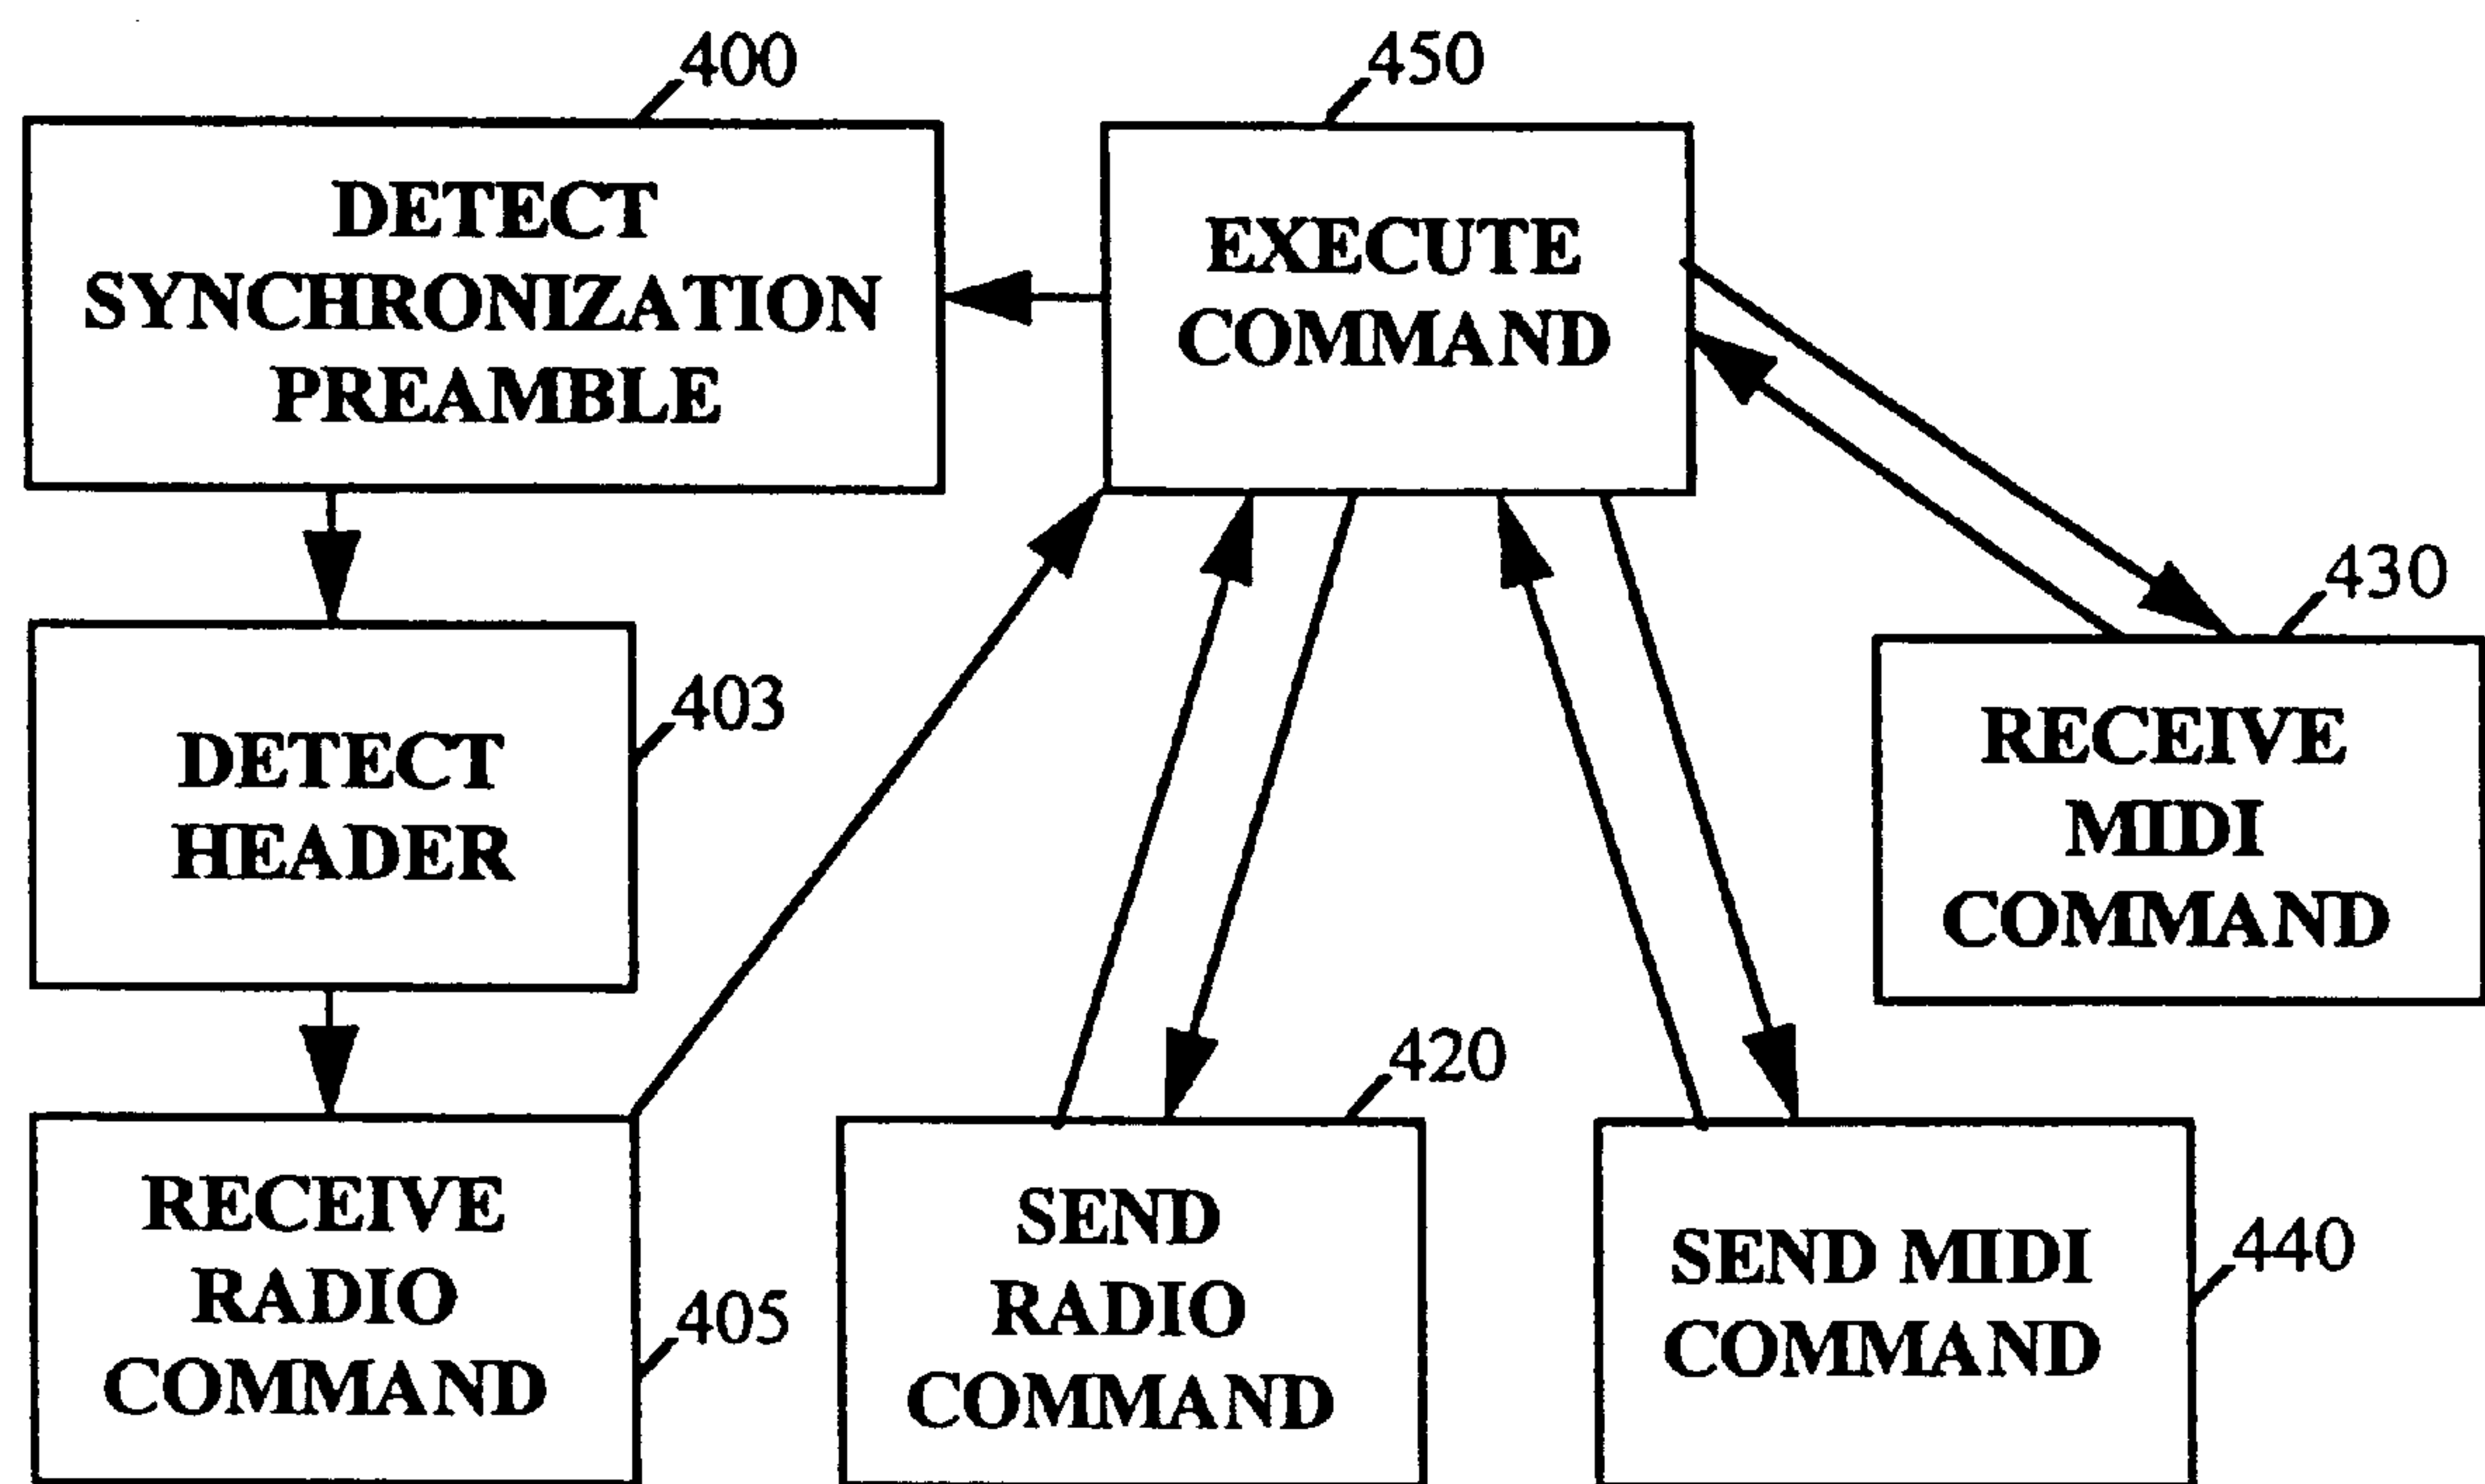 400
DETECT
SYNCHRONIZATION
PREAMBLE
450
EXECUTE
COMMAND
403
DETECT
HEADER
430
RECEIVE
MIDI
COMMAND
405
RECEIVE
RADIO
COMMAND
420
SEND
RADIO
COMMAND
440
SEND MIDI
COMMAND